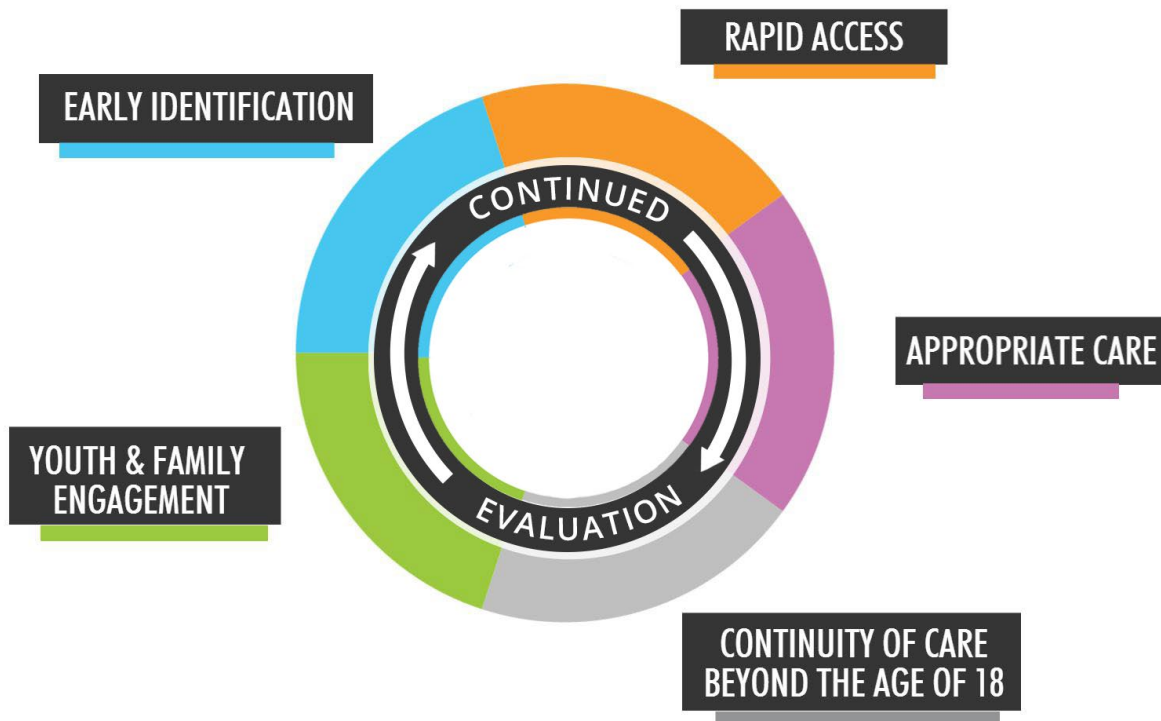 RAPID ACCESS
EARLY IDENTIFICATION
CONTINUED
APPROPRIATE CARE
YOUTH & FAMILY
ENGAGEMENT
EVALUATION
CONTINUITY OF CARE
BEYOND THE AGE OF 18